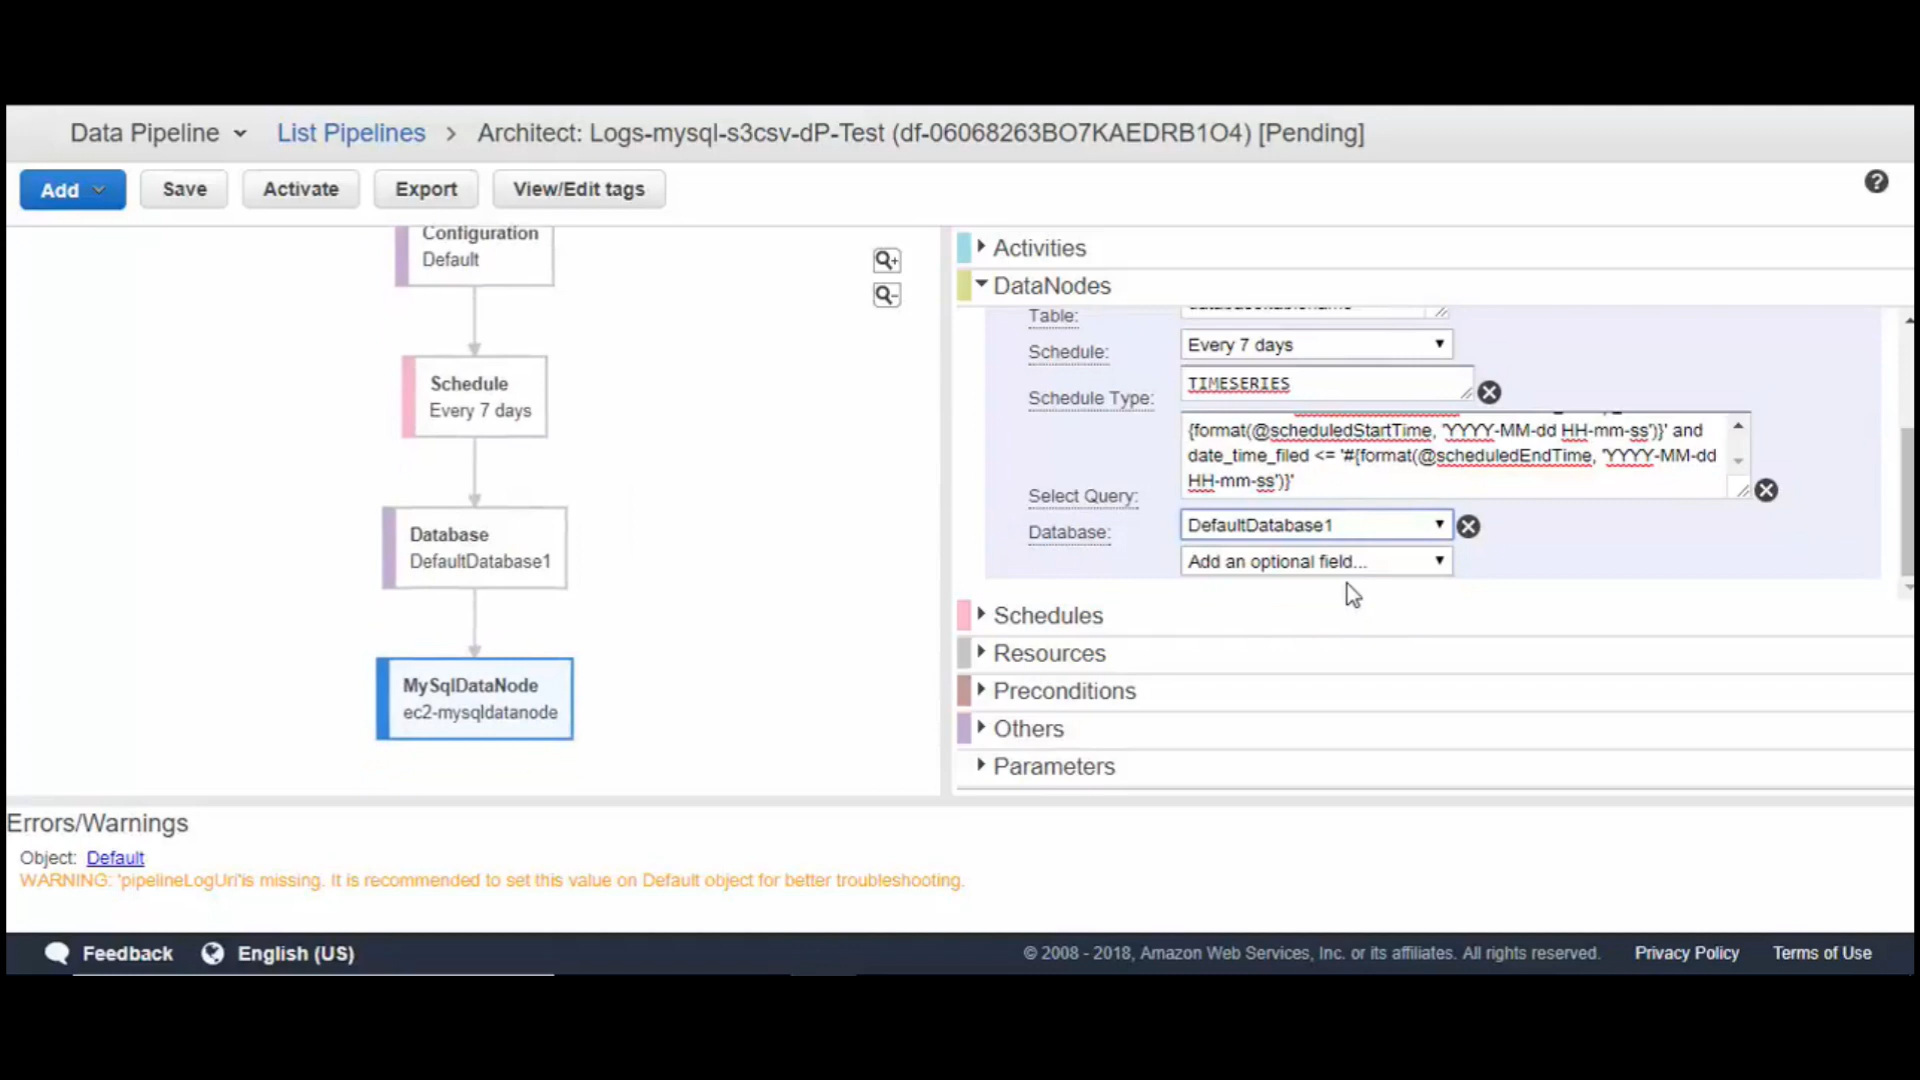 Data Pipeline
List Pipelines > Architect: Logs-mysql-s3csv-dP-Test (df-06068263BO7KAEDRB1O4) [Pending]
Add
Save
Activate
Export
View/Edit tags
?
Configuration
Default
Schedule
Every 7 days
Database
DefaultDatabase1
MySqlDataNode
ec2-mysqldatanode
Activities
DataNodes
Table:
Schedule: Every 7 days
Schedule Type: TIMESERIES
{format(@scheduledStartTime, 'YYYY-MM-dd HH-mm-ss')}' and
date_time_filed <= '#{format(@scheduledEndTime, 'YYYY-MM-dd
HH-mm-ss')}'
Select Query:
Database: DefaultDatabase1
Add an optional field...
Schedules
Resources
Preconditions
Others
Parameters
Errors/Warnings
Object: Default
WARNING: 'pipelineLogUri'is missing. It is recommended to set this value on Default object for better troubleshooting.
Feedback
English (US)
© 2008 - 2018, Amazon Web Services, Inc. or its affiliates. All rights reserved.
Privacy Policy
Terms of Use